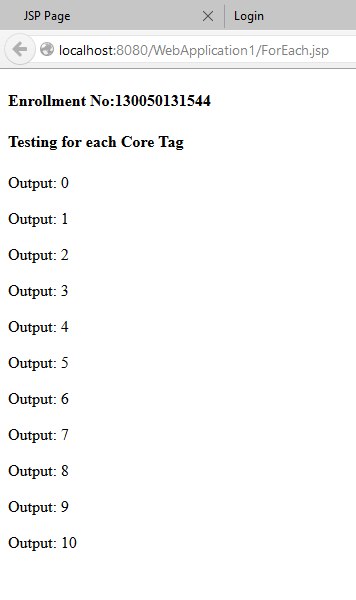 JSP Page
Login
localhost:8080/WebApplication1/ForEach.jsp
Enrollment No:130050131544
Testing for each Core Tag
Output: 0
Output: 1
Output: 2
Output: 3
Output: 4
Output: 5
Output: 6
Output: 7
Output: 8
Output: 9
Output: 10